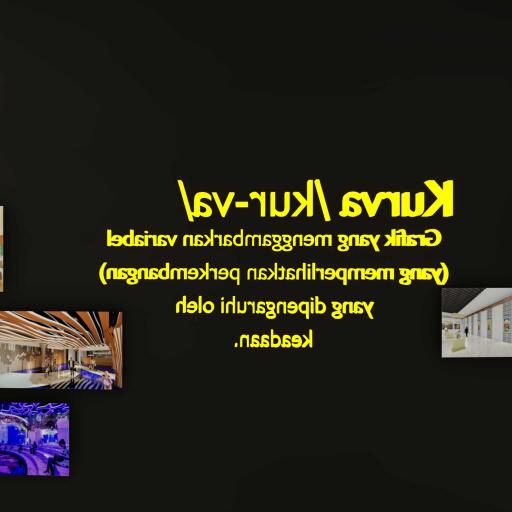 Kurva /kur-va/
Grafik yang menggambarkan variabel
(yang memperlihatkan perkembangan)
yang dipengaruhi oleh
keadaan.